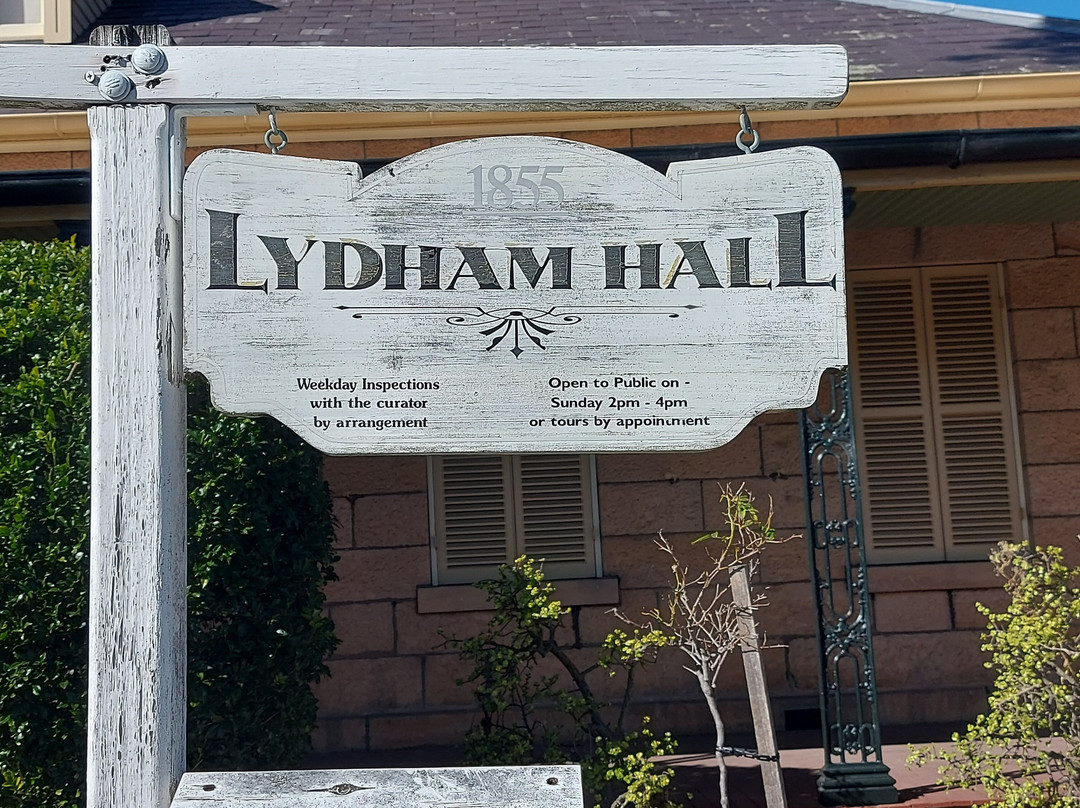 1855
LYDHAM HALL
Weekday Inspections
with the curator
by arrangement
Open to Public on -
Sunday 2pm - 4pm
or tours by appointment